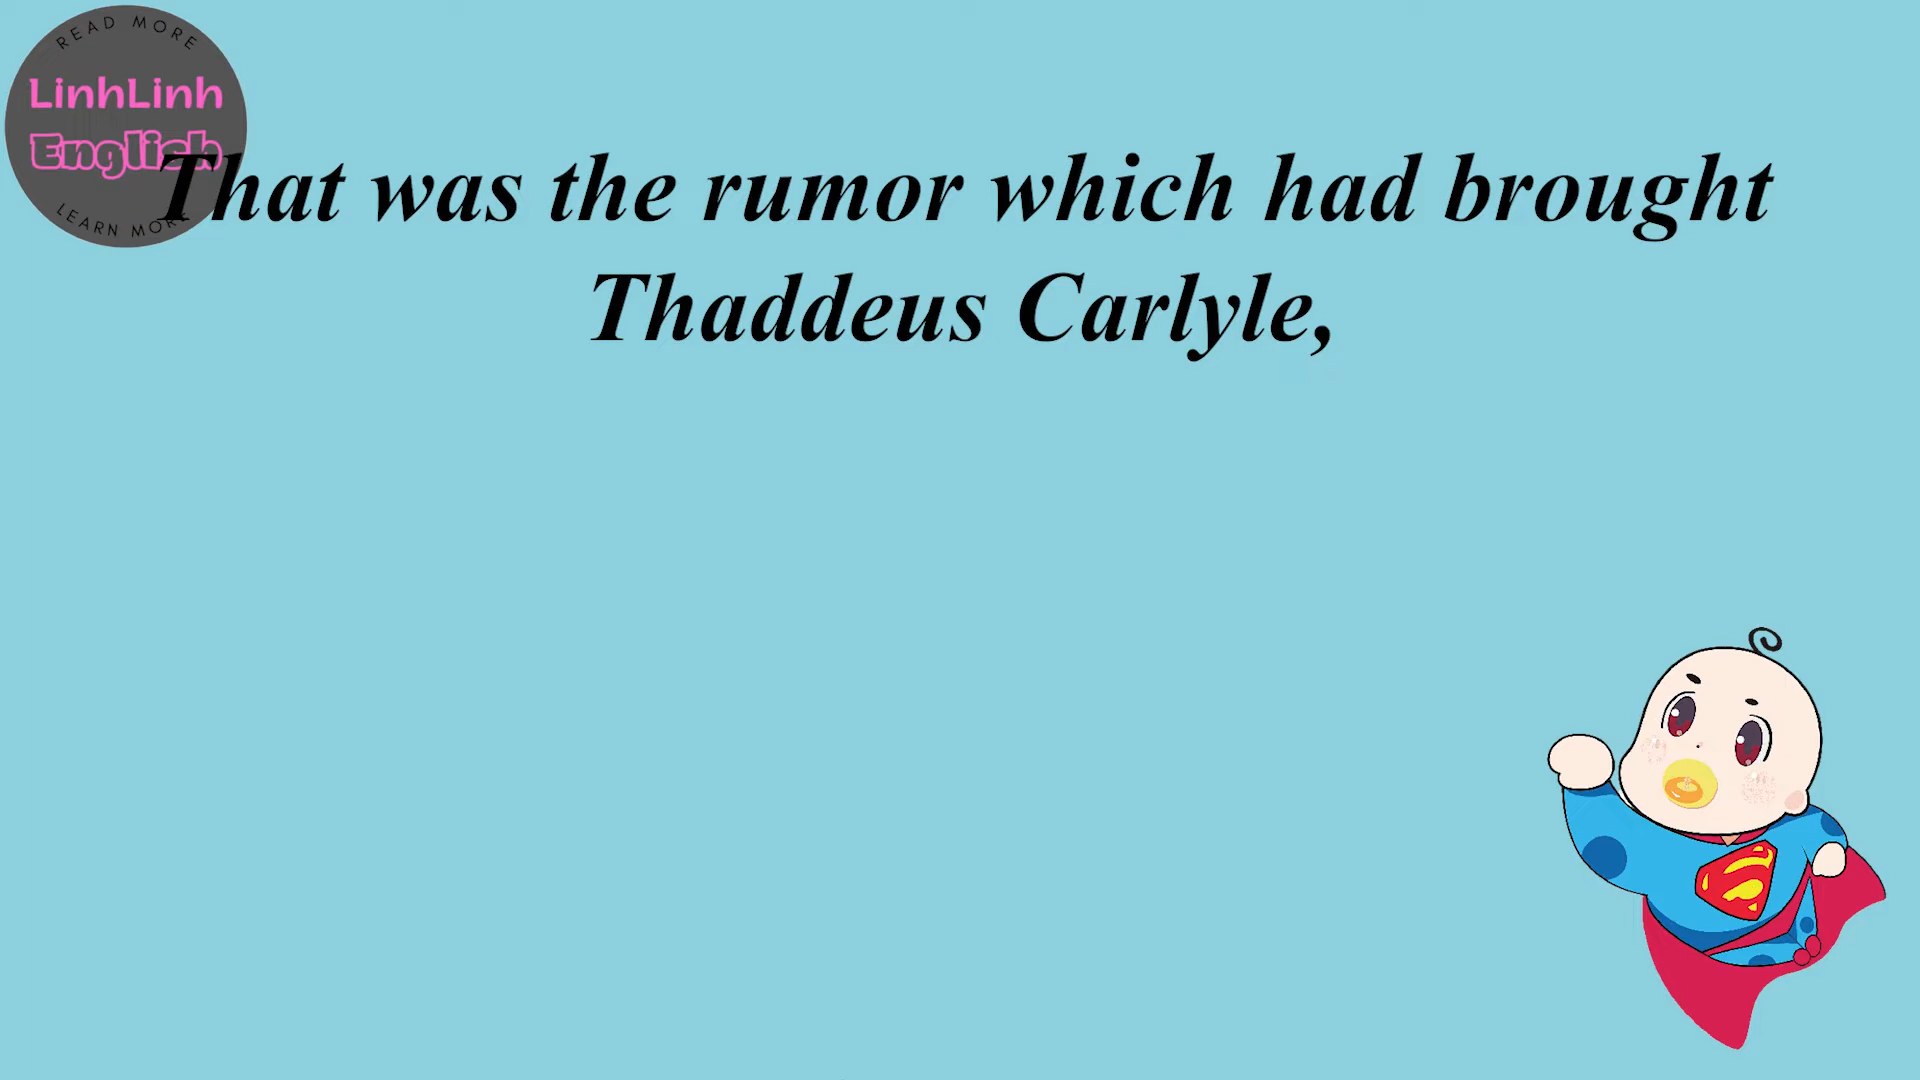 READ MORE
LinhLinh
English
LEARN MORE
That was the rumor which had brought
Thaddeus Carlyle,